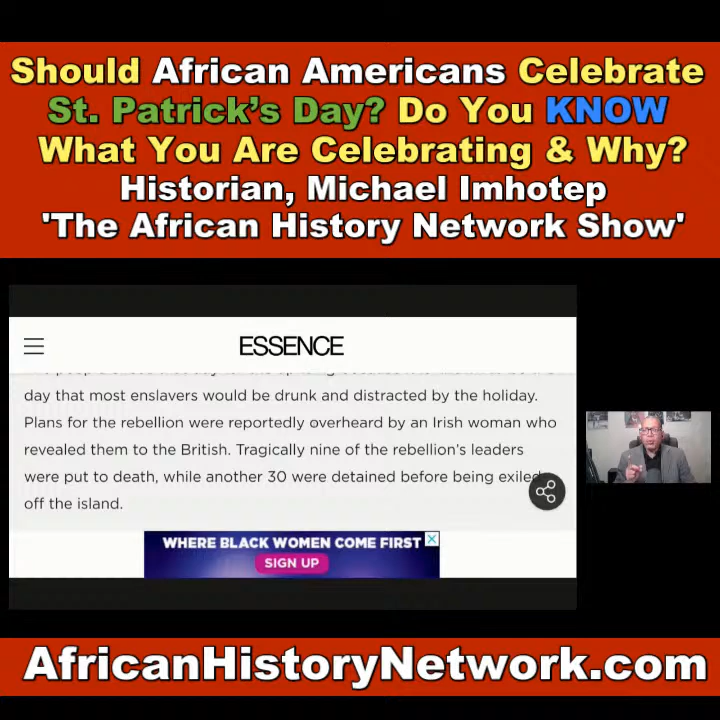 Should African Americans Celebrate
St. Patrick's Day? Do You KNOW
What You Are Celebrating & Why?
Historian, Michael Imhotep
'The African History Network Show'
ESSENCE
day that most enslavers would be drunk and distracted by the holiday.
Plans for the rebellion were reportedly overheard by an Irish woman who
revealed them to the British. Tragically nine of the rebellion's leaders
were put to death, while another 30 were detained before being exiled
off the island.
WHERE BLACK WOMEN COME FIRST
SIGN UP
AfricanHistoryNetwork.com